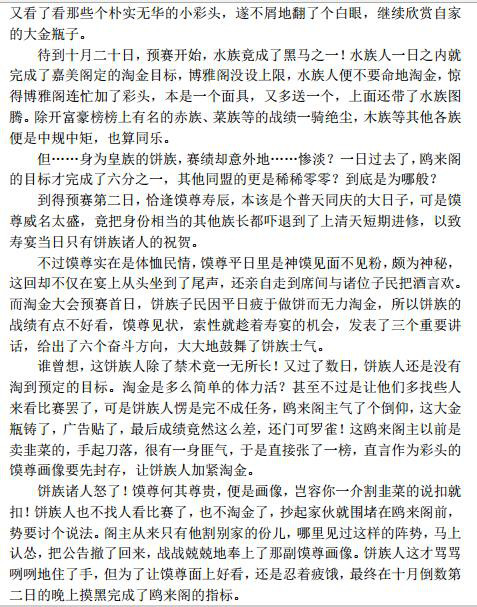 又看了看那些个朴实无华的小彩头，遂不屑地翻了个白眼，继续欣赏自家
的大金瓶子。
待到十月二十日，预赛开始，水族竟成了黑马之一！水族人一日之内就
完成了嘉美阁定的淘金目标，博雅阁没设上限，水族人便不要命地淘金，惊
得博雅阁连忙加了彩头，本是一个面具，又多送一个，上面还带了水族图
腾。除开富豪榜榜上有名的赤族、菜族等的战绩一骑绝尘，木族等其他各族
便是中规中矩，也算同乐。
但……身为皇族的饼族，赛绩却意外地……惨淡？一日过去了，鸥来阁
的目标才完成了六分之一，其他同盟的更是稀稀零零？到底是为哪般？
到得预赛第二日，恰逢馍尊寿辰，本该是个普天同庆的大日子，可是馍
尊威名太盛，竟把身份相当的其他族长都吓退到了上清天短期进修，以致
寿宴当日只有饼族诸人的祝贺。
不过馍尊实在是体恤民情，馍尊平日里是神馍见面不见粉，颇为神秘，
这回却不仅在宴上从头坐到了尾声，还亲自走到席间与诸位子民把酒言欢。
而淘金大会预赛首日，饼族子民因平日疲于做饼而无力淘金，所以饼族的
战绩有点不好看，馍尊见状，索性就趁着寿宴的机会，发表了三个重要讲
话，给出了六个奋斗方向，大大地鼓舞了饼族士气。
谁曾想，这饼族人除了禁术竟一无所长！又过了数日，饼族人还是没有
淘到预定的目标。淘金是多么简单的体力活？甚至不过是让他们多找些人
来看比赛罢了，可是饼族人愣是完不成任务，鸥来阁主气了个倒仰，这大金
瓶铸了，广告贴了，最后成绩竟然这么差，还门可罗雀！这鸥来阁主以前是
卖韭菜的，手起刀落，很有一身匪气，于是直接张了一榜，直言作为彩头的
馍尊画像要先封存，让饼族人加紧淘金。
饼族诸人怒了！馍尊何其尊贵，便是画像，岂容你一介割韭菜的说扣就
扣！饼族人也不找人看比赛了，也不淘金了，抄起家伙就围堵在鸥来阁前，
势要讨个说法。阁主从来只有他割别家的份儿，哪里见过这样的阵势，马上
认怂，把公告撤了回来，战战兢兢地奉上了那副馍尊画像。饼族人这才骂骂
咧咧地住了手，但为了让馍尊面上好看，还是忍着疲饿，最终在十月倒数第
二日的晚上摸黑完成了鸥来阁的指标。